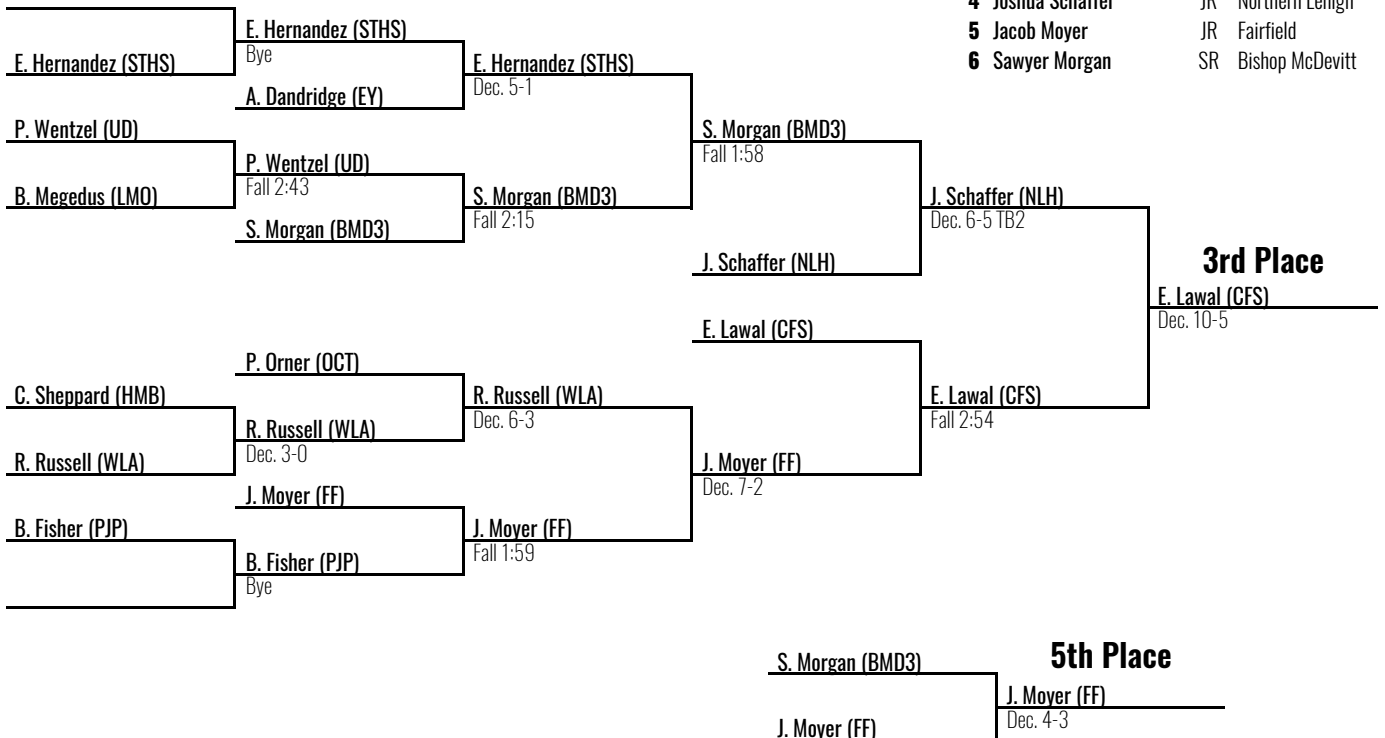 4 Joshua Schaffer JR Northern Lehigh
5 Jacob Moyer JR Fairfield
6 Sawyer Morgan SR Bishop McDevitt
E. Hernandez (STHS)
E. Hernandez (STHS)
Bye
A. Dandridge (EY)
E. Hernandez (STHS)
Dec. 5-1
P. Wentzel (UD)
B. Megedus (LMO)
P. Wentzel (UD)
Fall 2:43
S. Morgan (BMD3)
S. Morgan (BMD3)
Fall 2:15
S. Morgan (BMD3)
Fall 1:58
J. Schaffer (NLH)
J. Schaffer (NLH)
Dec. 6-5 TB2
3rd Place
E. Lawal (CFS)
Dec. 10-5
E. Lawal (CFS)
E. Lawal (CFS)
Fall 2:54
P. Orner (OCT)
C. Sheppard (HMB)
R. Russell (WLA)
R. Russell (WLA)
Dec. 3-0
R. Russell (WLA)
Dec. 6-3
J. Moyer (FF)
Dec. 7-2
J. Moyer (FF)
B. Fisher (PJP)
B. Fisher (PJP)
Bye
J. Moyer (FF)
Fall 1:59
5th Place
S. Morgan (BMD3)
J. Moyer (FF)
J. Moyer (FF)
Dec. 4-3